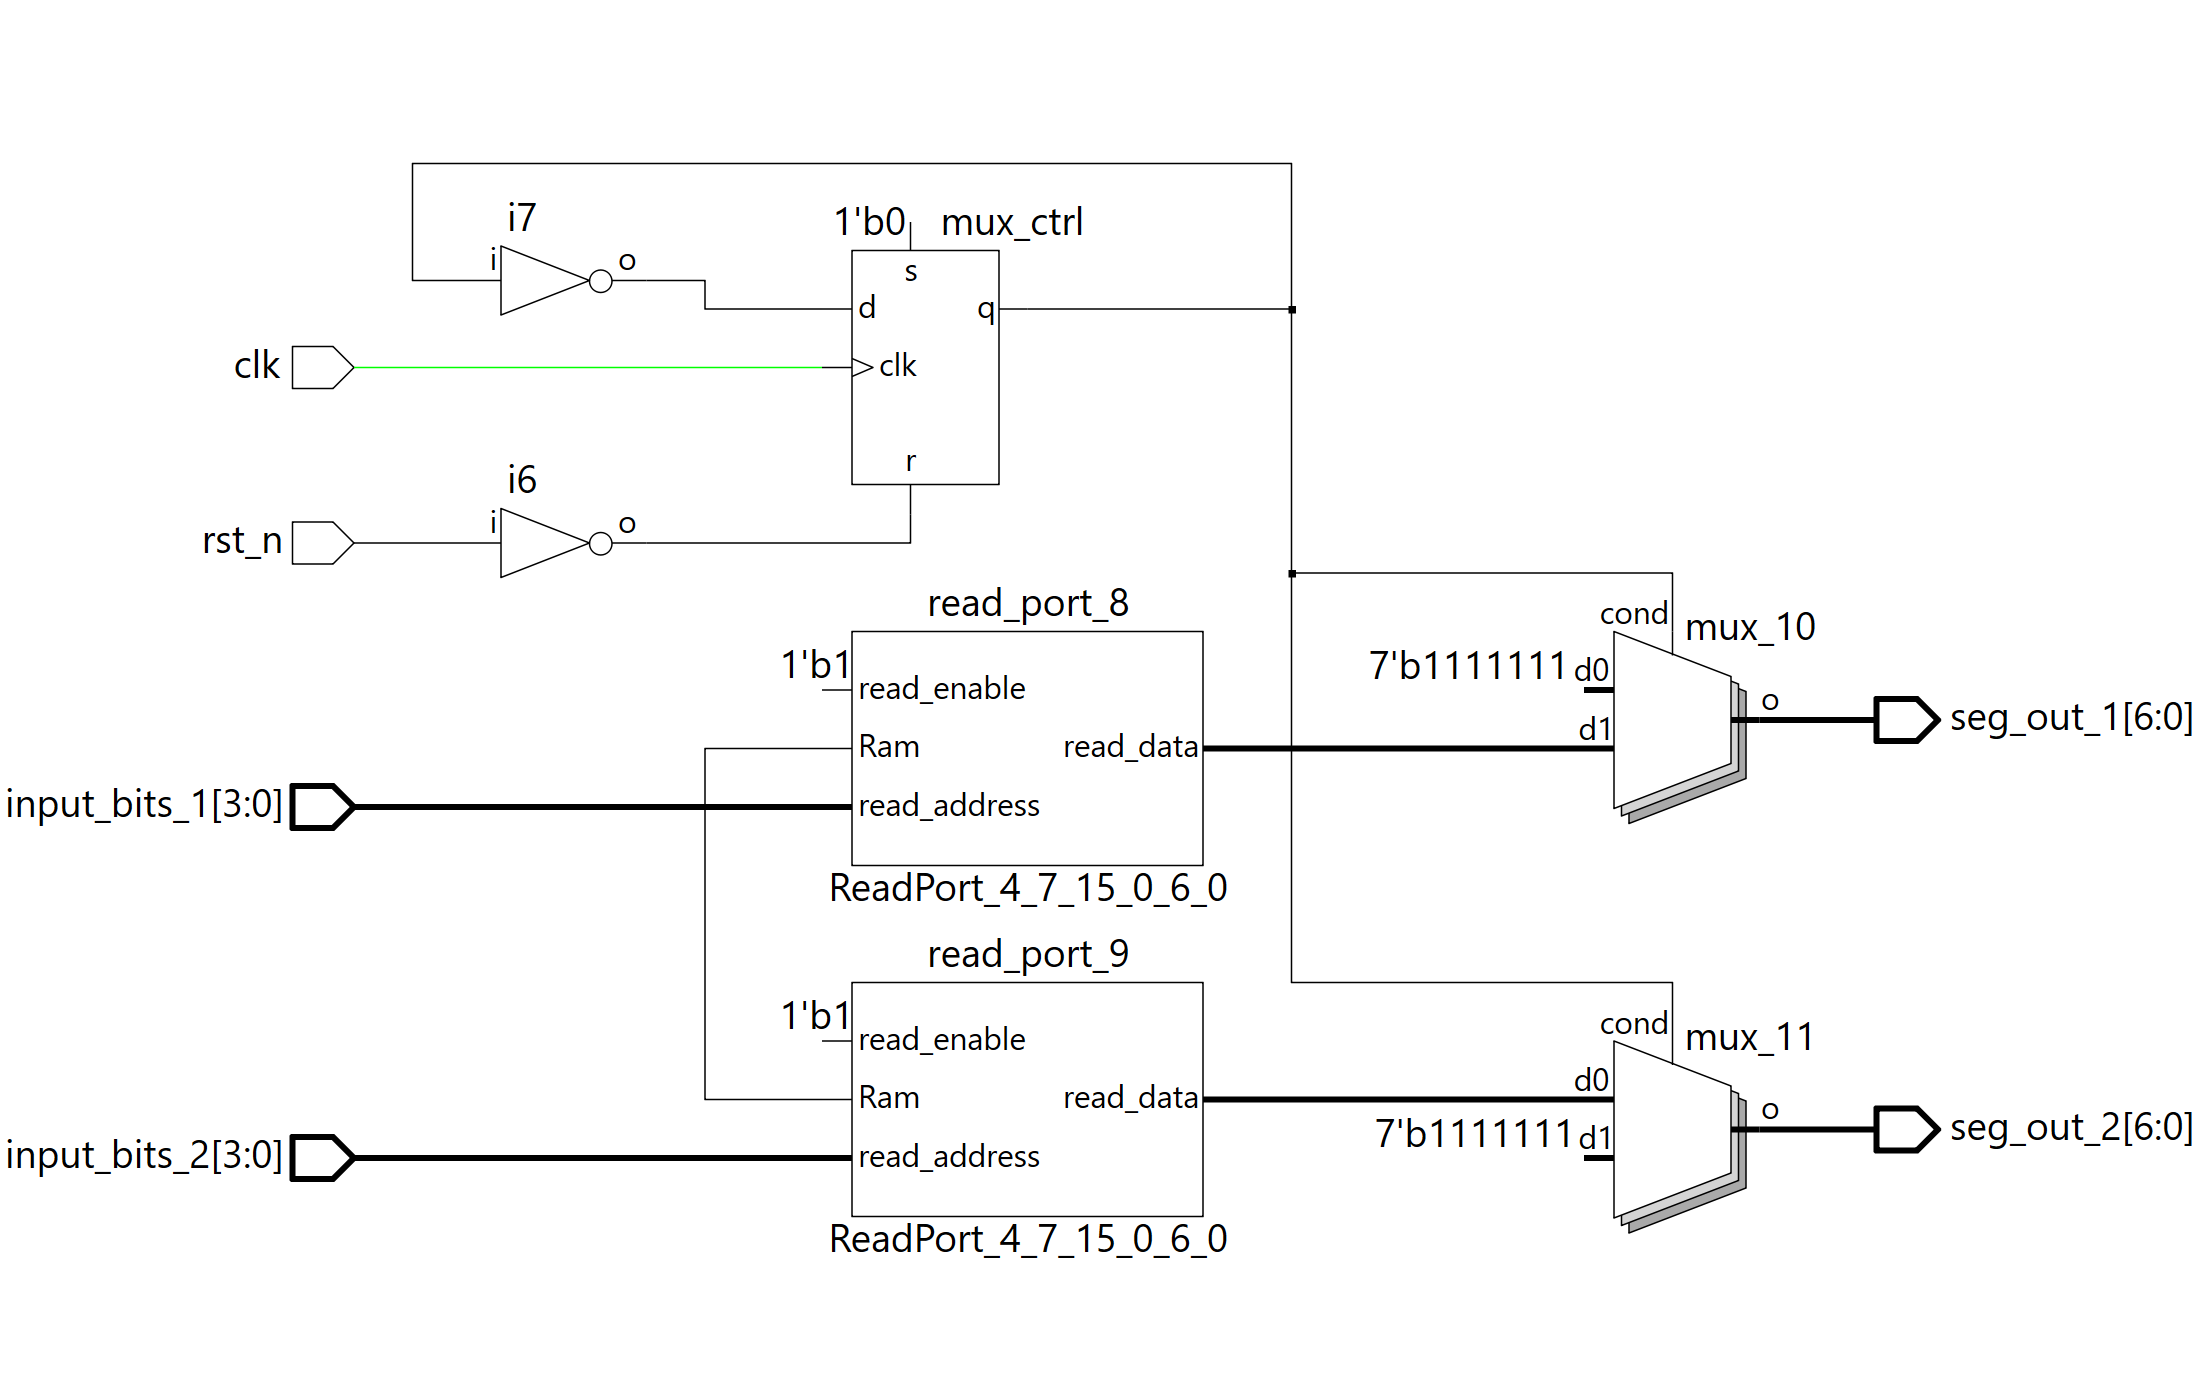 i7
i
o
1'b0
mux_ctrl
s
d
q
clk
clk
r
i6
i
o
rst_n
read_port_8
1'b1
read_enable
Ram
read_data
read_address
input_bits_1[3:0]
ReadPort_4_7_15_0_6_0
cond
mux_10
7'b1111111
d0
d1
o
seg_out_1[6:0]
read_port_9
1'b1
read_enable
Ram
read_data
read_address
input_bits_2[3:0]
ReadPort_4_7_15_0_6_0
cond
mux_11
d0
7'b1111111
d1
o
seg_out_2[6:0]